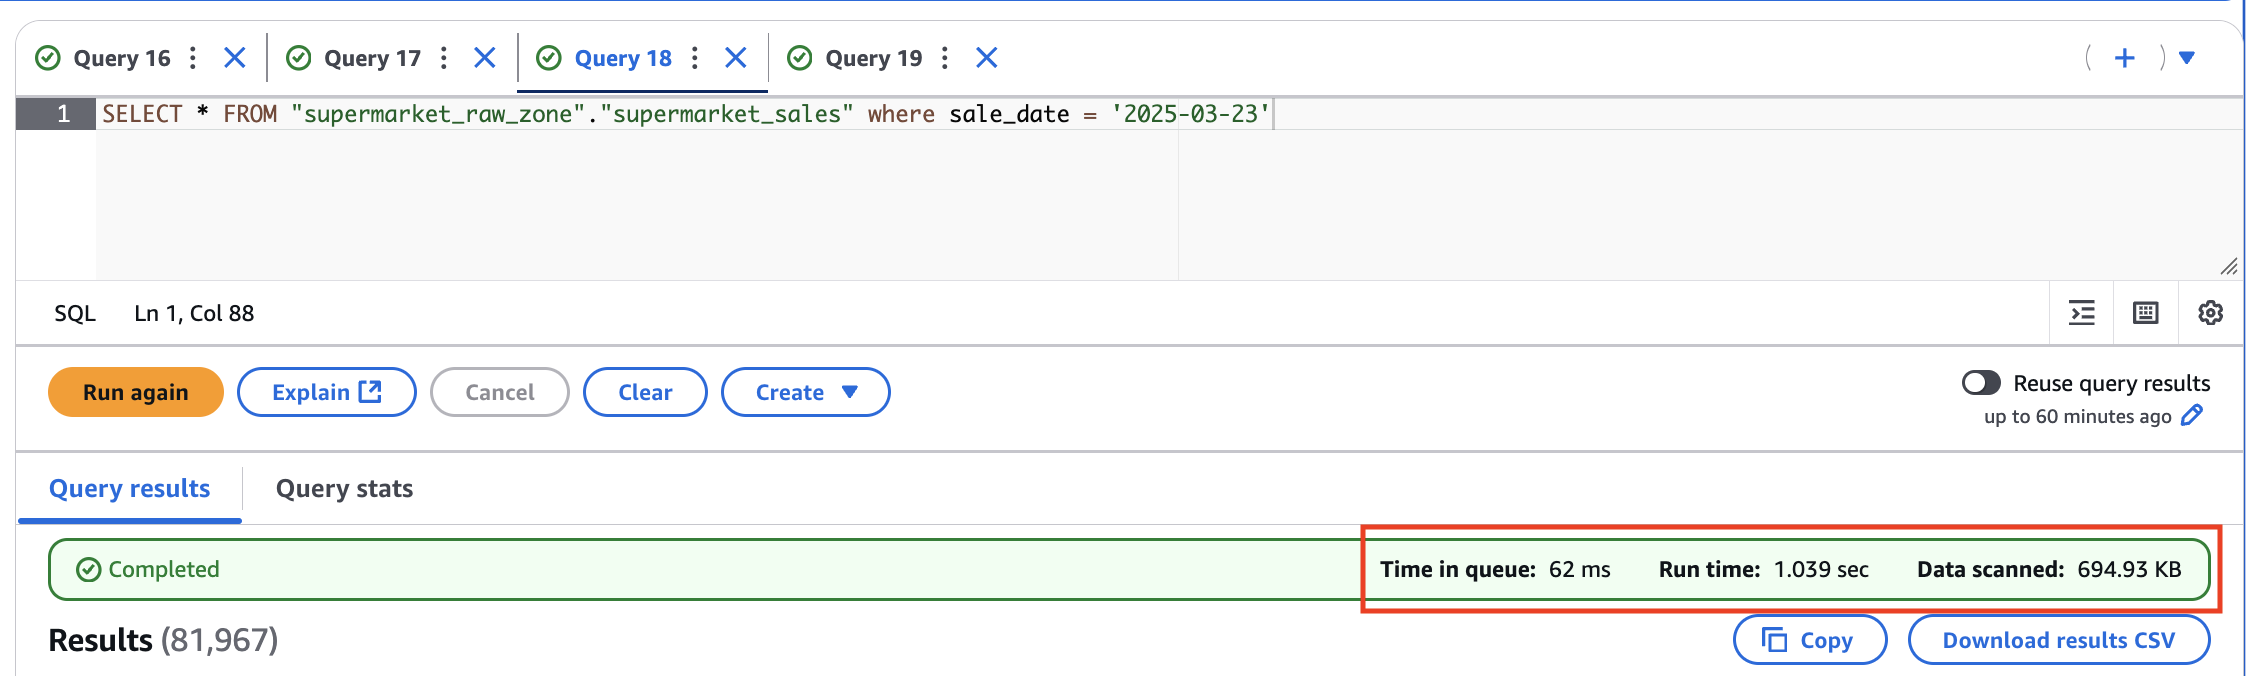 Query 16 Query 17 Query 18 Query 19
1 SELECT * FROM "supermarket_raw_zone"."supermarket_sales" where sale_date = '2025-03-23'
SQL Ln 1, Col 88
Run again Explain Cancel Clear Create Reuse query results
up to 60 minutes ago
Query results Query stats
Completed Time in queue: 62 ms Run time: 1.039 sec Data scanned: 694.93 KB
Results (81,967) Copy Download results CSV